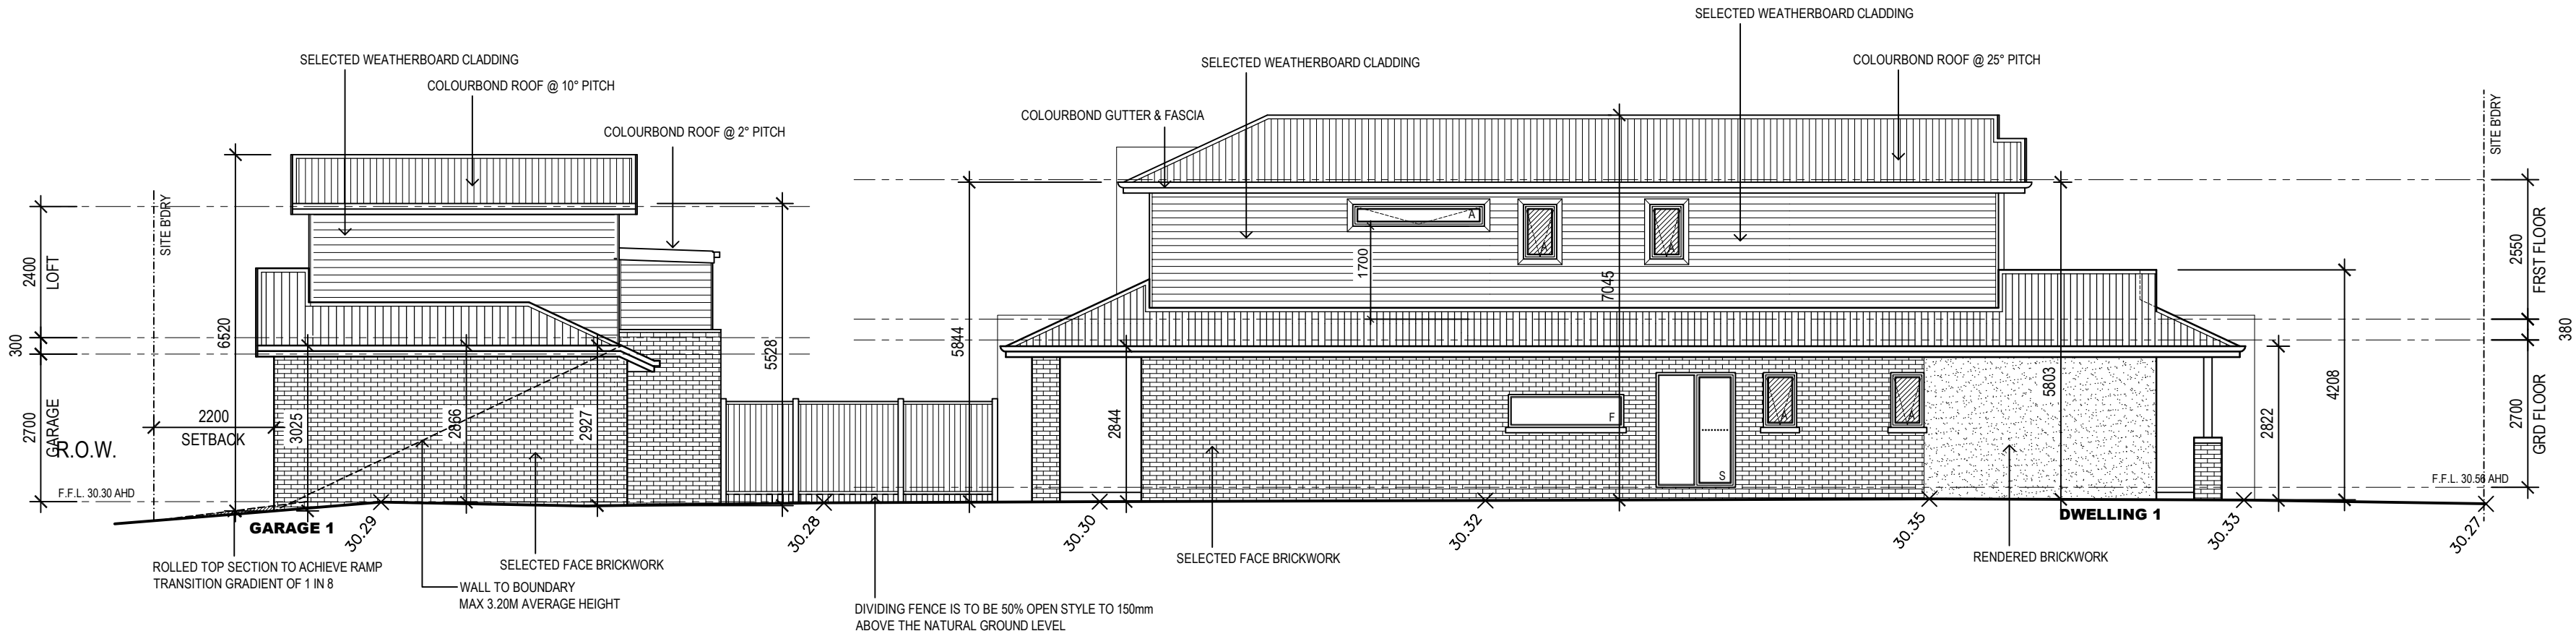 SELECTED WEATHERBOARD CLADDING
COLOURBOND ROOF @ 10° PITCH
COLOURBOND ROOF @ 2° PITCH
SELECTED WEATHERBOARD CLADDING
COLOURBOND GUTTER & FASCIA
SELECTED WEATHERBOARD CLADDING
COLOURBOND ROOF @ 25° PITCH
SITE B'DRY
SITE B'DRY
2400
LOFT
300
2700
GARAGE
R.O.W.
F.F.L. 30.30 AHD
2200
SETBACK
6520
3025
2866
2927
5528
5844
2844
1700
7045
5803
2822
4208
2550
FRST FLOOR
380
2700
GRD FLOOR
F.F.L. 30.56 AHD
A
A
A
F
S
A
A
GARAGE 1
30.29
30.28
30.30
30.32
30.35
DWELLING 1
30.33
30.27
ROLLED TOP SECTION TO ACHIEVE RAMP
TRANSITION GRADIENT OF 1 IN 8
SELECTED FACE BRICKWORK
WALL TO BOUNDARY
MAX 3.20M AVERAGE HEIGHT
DIVIDING FENCE IS TO BE 50% OPEN STYLE TO 150mm
ABOVE THE NATURAL GROUND LEVEL
SELECTED FACE BRICKWORK
RENDERED BRICKWORK